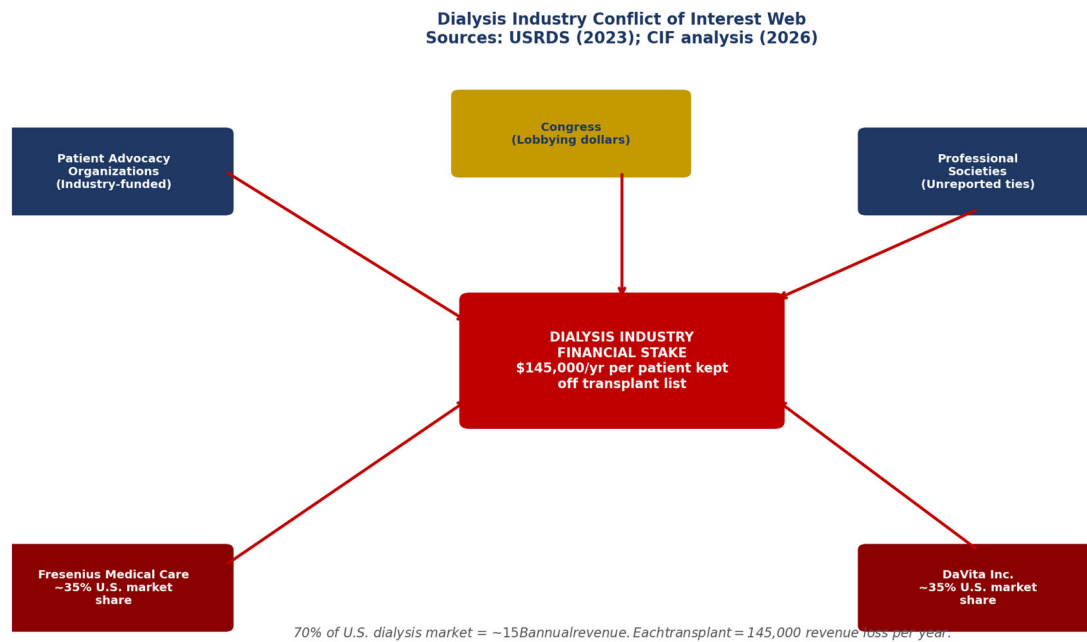 Dialysis Industry Conflict of Interest Web
Sources: USRDS (2023); CIF analysis (2026)
Congress
(Lobbying dollars)
Patient Advocacy
Organizations
(Industry-funded)
Professional
Societies
(Unreported ties)
DIALYSIS INDUSTRY
FINANCIAL STAKE
$145,000/yr per patient kept
off transplant list
Fresenius Medical Care
~35% U.S. market
share
DaVita Inc.
~35% U.S. market
share
70% of U.S. dialysis market = ~15Bannualrevenue.Eachtransplant=145,000 revenue loss per year.